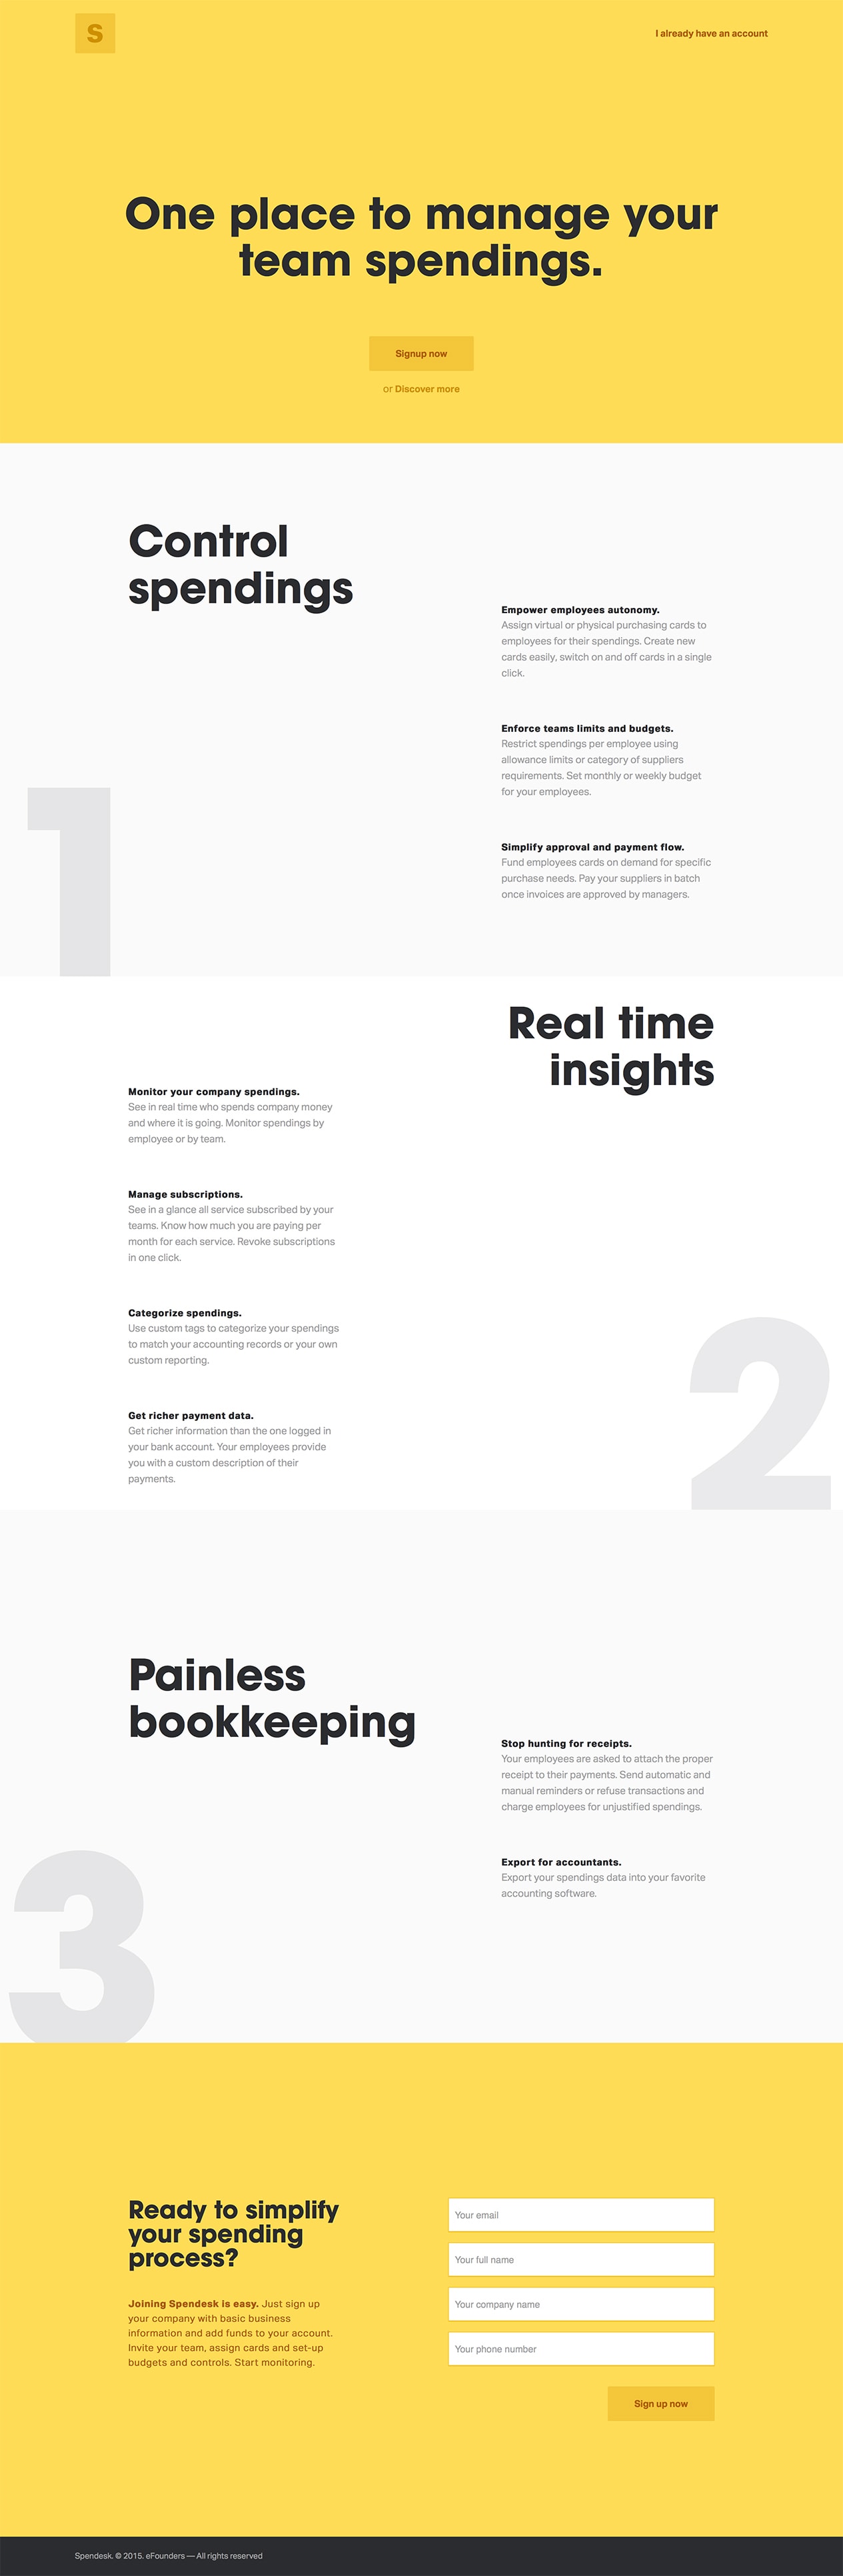 S
I already have an account
One place to manage your
team spendings.
Signup now
or Discover more
Control
spendings
Empower employees autonomy.
Assign virtual or physical purchasing cards to
employees for their spendings. Create new
cards easily, switch on and off cards in a single
click.
Enforce teams limits and budgets.
Restrict spendings per employee using
allowance limits or category of suppliers
requirements. Set monthly or weekly budget
for your employees.
Simplify approval and payment flow.
Fund employees cards on demand for specific
purchase needs. Pay your suppliers in batch
once invoices are approved by managers.
1
Real time
insights
Monitor your company spendings.
See in real time who spends company money
and where it is going. Monitor spendings by
employee or by team.
Manage subscriptions.
See in a glance all service subscribed by your
teams. Know how much you are paying per
month for each service. Revoke subscriptions
in one click.
Categorize spendings.
Use custom tags to categorize your spendings
to match your accounting records or your own
custom reporting.
Get richer payment data.
Get richer information than the one logged in
your bank account. Your employees provide
you with a custom description of their
payments.
2
Painless
bookkeeping
Stop hunting for receipts.
Your employees are asked to attach the proper
receipt to their payments. Send automatic and
manual reminders or refuse transactions and
charge employees for unjustified spendings.
Export for accountants.
Export your spendings data into your favorite
accounting software.
3
Ready to simplify
your spending
process?
Joining Spendesk is easy. Just sign up
your company with basic business
information and add funds to your account.
Invite your team, assign cards and set-up
budgets and controls. Start monitoring.
Your email
Your full name
Your company name
Your phone number
Sign up now
Spendesk. © 2015. eFounders — All rights reserved